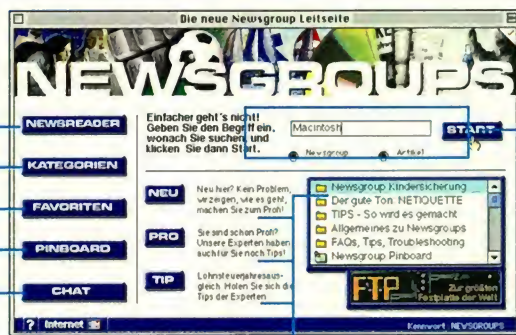 Die neue Newsgroup Leitseite
NEWSGROUPS
NEWSREADER
KATEGORIEN
FAVORITEN
PINBOARD
CHAT
Einfacher geht's nicht!
Geben Sie den Begriff ein,
wonach Sie suchen, und
klicken Sie dann Start.
Macintosh
START
Newsgroup
Artikel
NEU
Neu hier? Kein Problem,
wir zeigen, wie es geht,
machen Sie zum Profi!
PRO
Sie sind schon Profi?
Unsere Experten haben
auch für Sie noch Tips!
TIP
Lohnsteuerjahresaus-
gleich. Holen Sie sich die
Tips der Experten
Newsgroup Kindersicherung
Der gute Ton: NETIQUETTE
TIPS - So wird es gemacht
Allgemeines zu Newsgroups
FAQs, Tips, Troubleshooting
Newsgroup Pinboard
FTP
Zur größten
Festplatte der Welt
? Internet
Kennwort: NEWSGROUPS